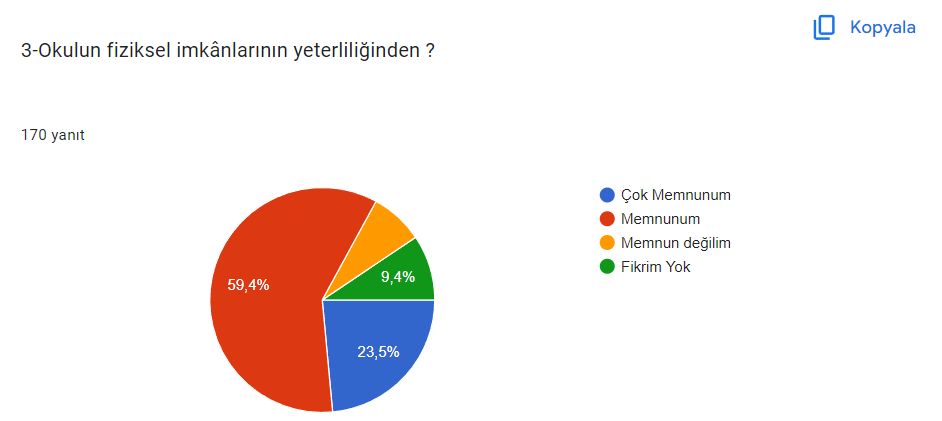 Kopyala
3-Okulun fiziksel imkânlarının yeterliliğinden ?
170 yanıt
Çok Memnunum
Memnunum
Memnun değilim
Fikrim Yok
59,4%
9,4%
23,5%